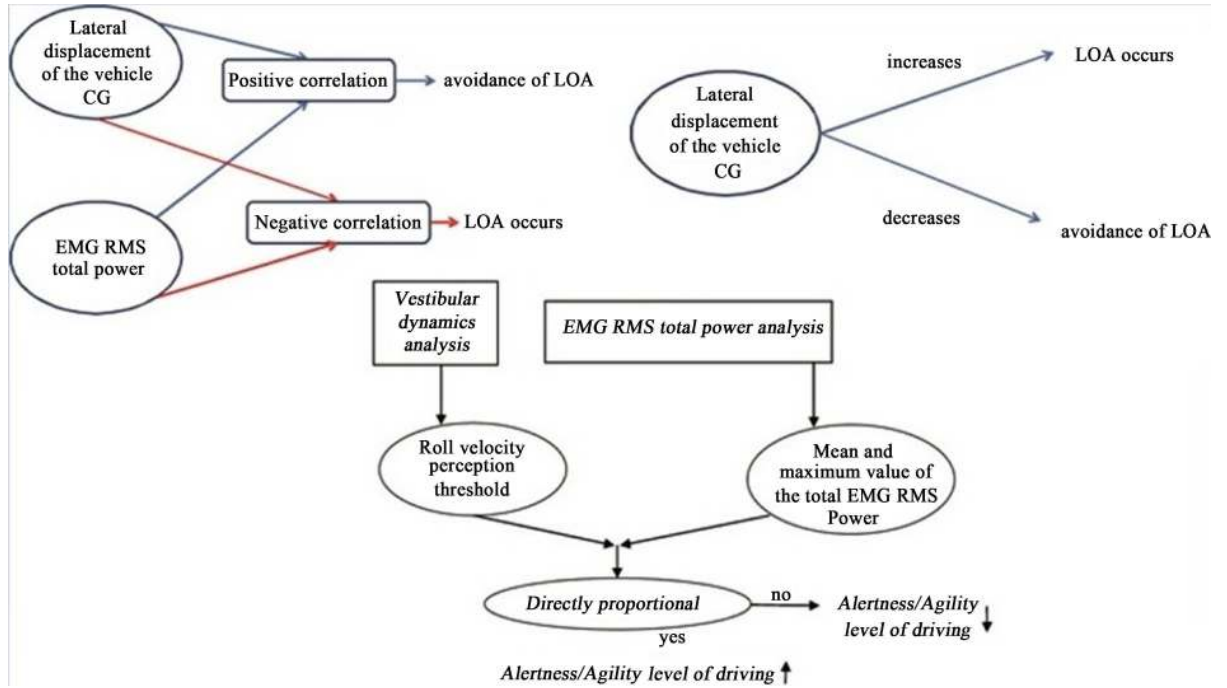 Lateral
displacement
of the vehicle
CG
Positive correlation
avoidance of LOA
EMG RMS
total power
Negative correlation
LOA occurs
Lateral
displacement
of the vehicle
CG
increases
LOA occurs
decreases
avoidance of LOA
Vestibular
dynamics
analysis
EMG RMS total power analysis
Roll velocity
perception
threshold
Mean and
maximum value of
the total EMG RMS
Power
Directly proportional
no
Alertness/Agility
level of driving
yes
Alertness/Agility level of driving